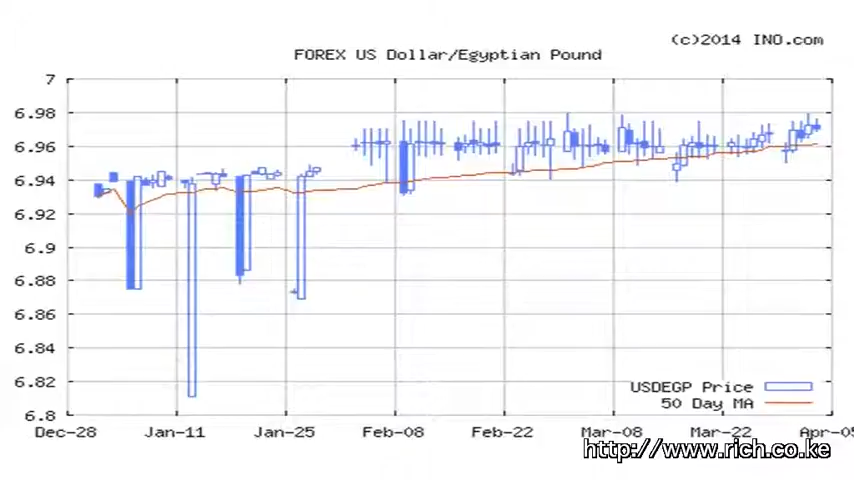 (c)2014 INO.com
FOREX US Dollar/Egyptian Pound
7
6.98
6.96
6.94
6.92
6.9
6.88
6.86
6.84
6.82
6.8
USDEGP Price
50 Day MA
Dec-28 Jan-11 Jan-25 Feb-08 Feb-22 Mar-08 Mar-22 Apr-05
http://www.rich.co.ke